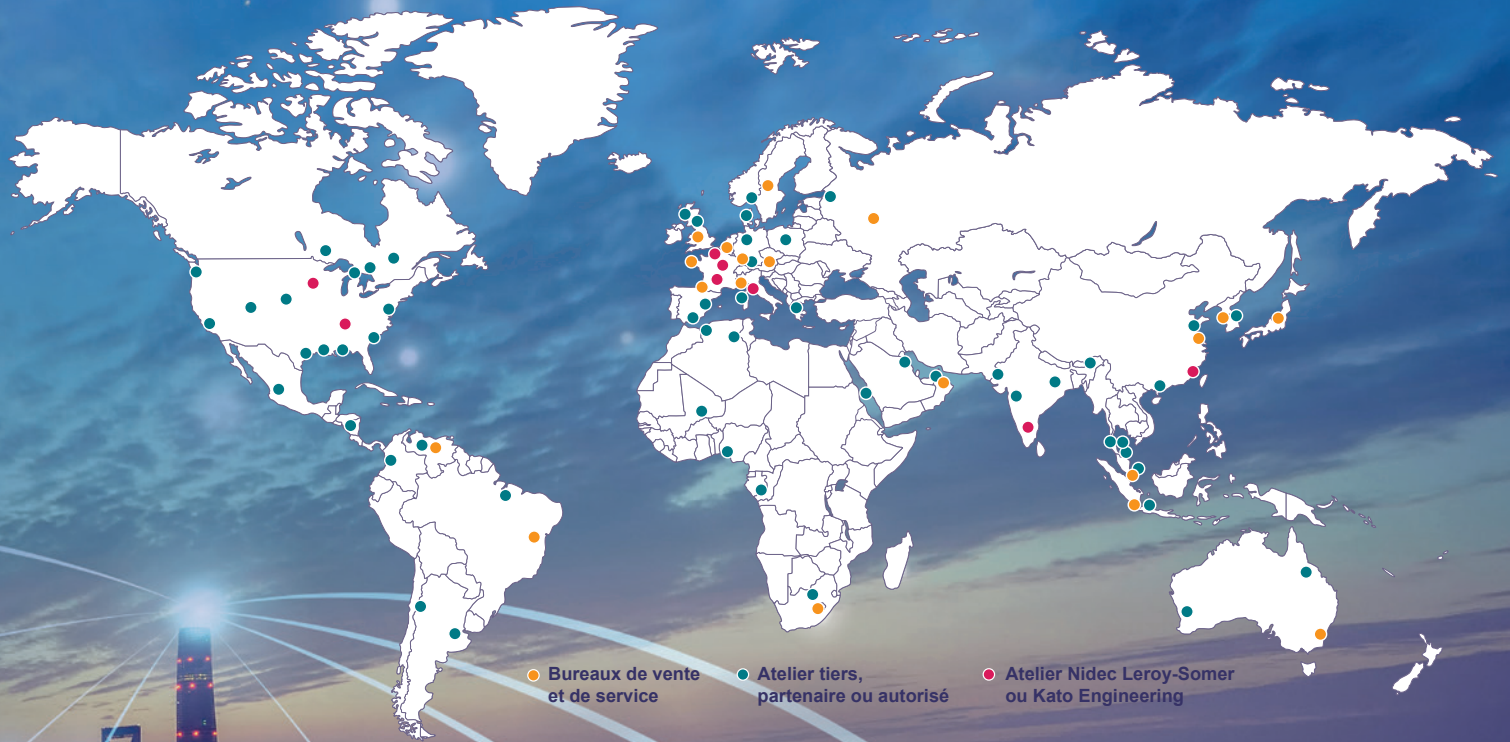 Bureaux de vente
et de service
Atelier tiers,
partenaire ou autorisé
Atelier Nidec Leroy-Somer
ou Kato Engineering